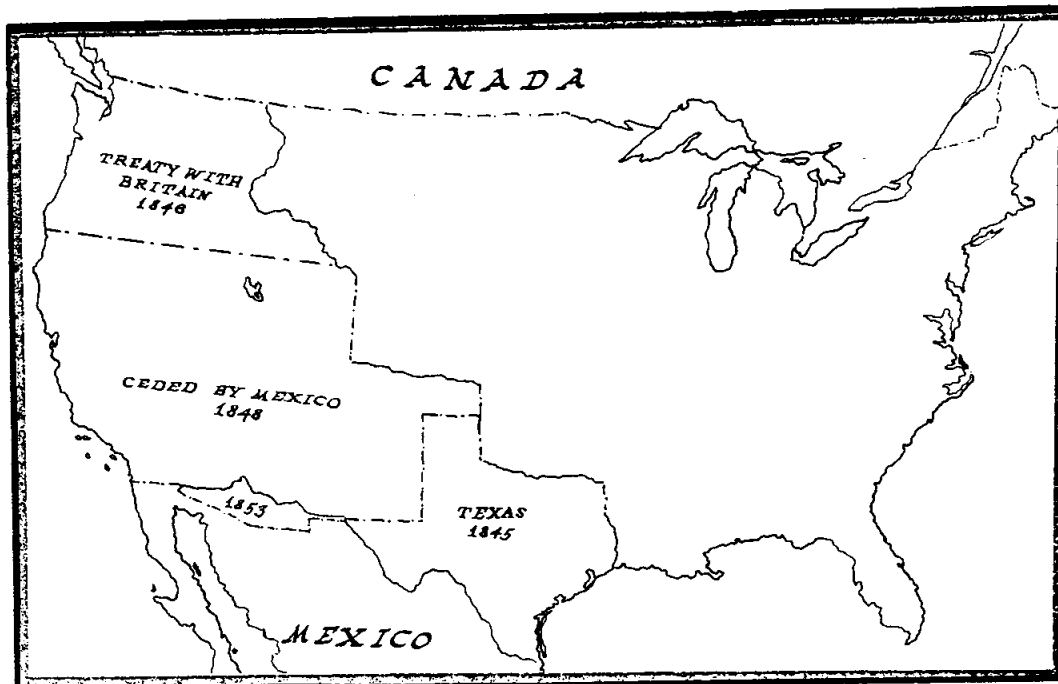 CANADA
TREATY WITH
BRITAIN
1846
CEDED BY MEXICO
1848
1853
TEXAS
1845
MEXICO